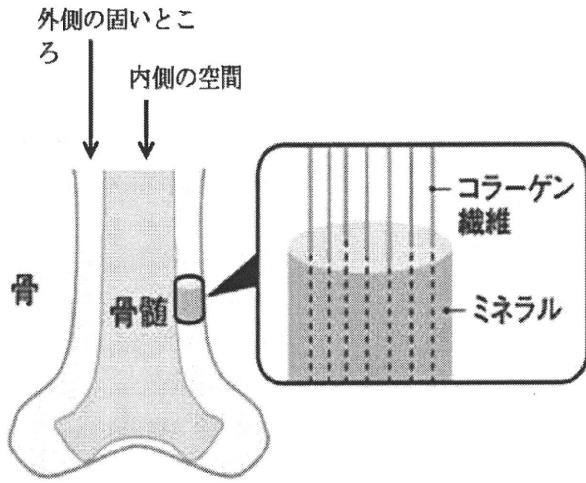 外側の固いとこ
ろ
内側の空間
コラーゲン
繊維
骨
骨髄
ミネラル